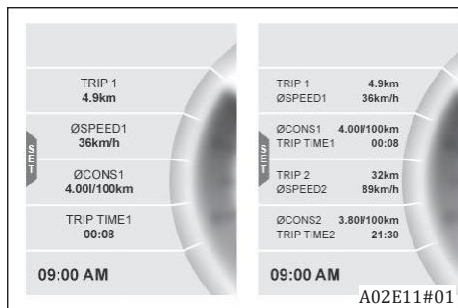 TRIP 1
4.9km
ØSPEED1
36km/h
SET
ØCONS1
4.00l/100km
TRIP TIME1
00:08
09:00 AM
TRIP 1 4.9km
ØSPEED1 36km/h
ØCONS1 4.00l/100km
TRIP TIME1 00:08
SET
TRIP 2 32km
ØSPEED2 89km/h
ØCONS2 3.80l/100km
TRIP TIME2 21:30
09:00 AM
A02E11#01